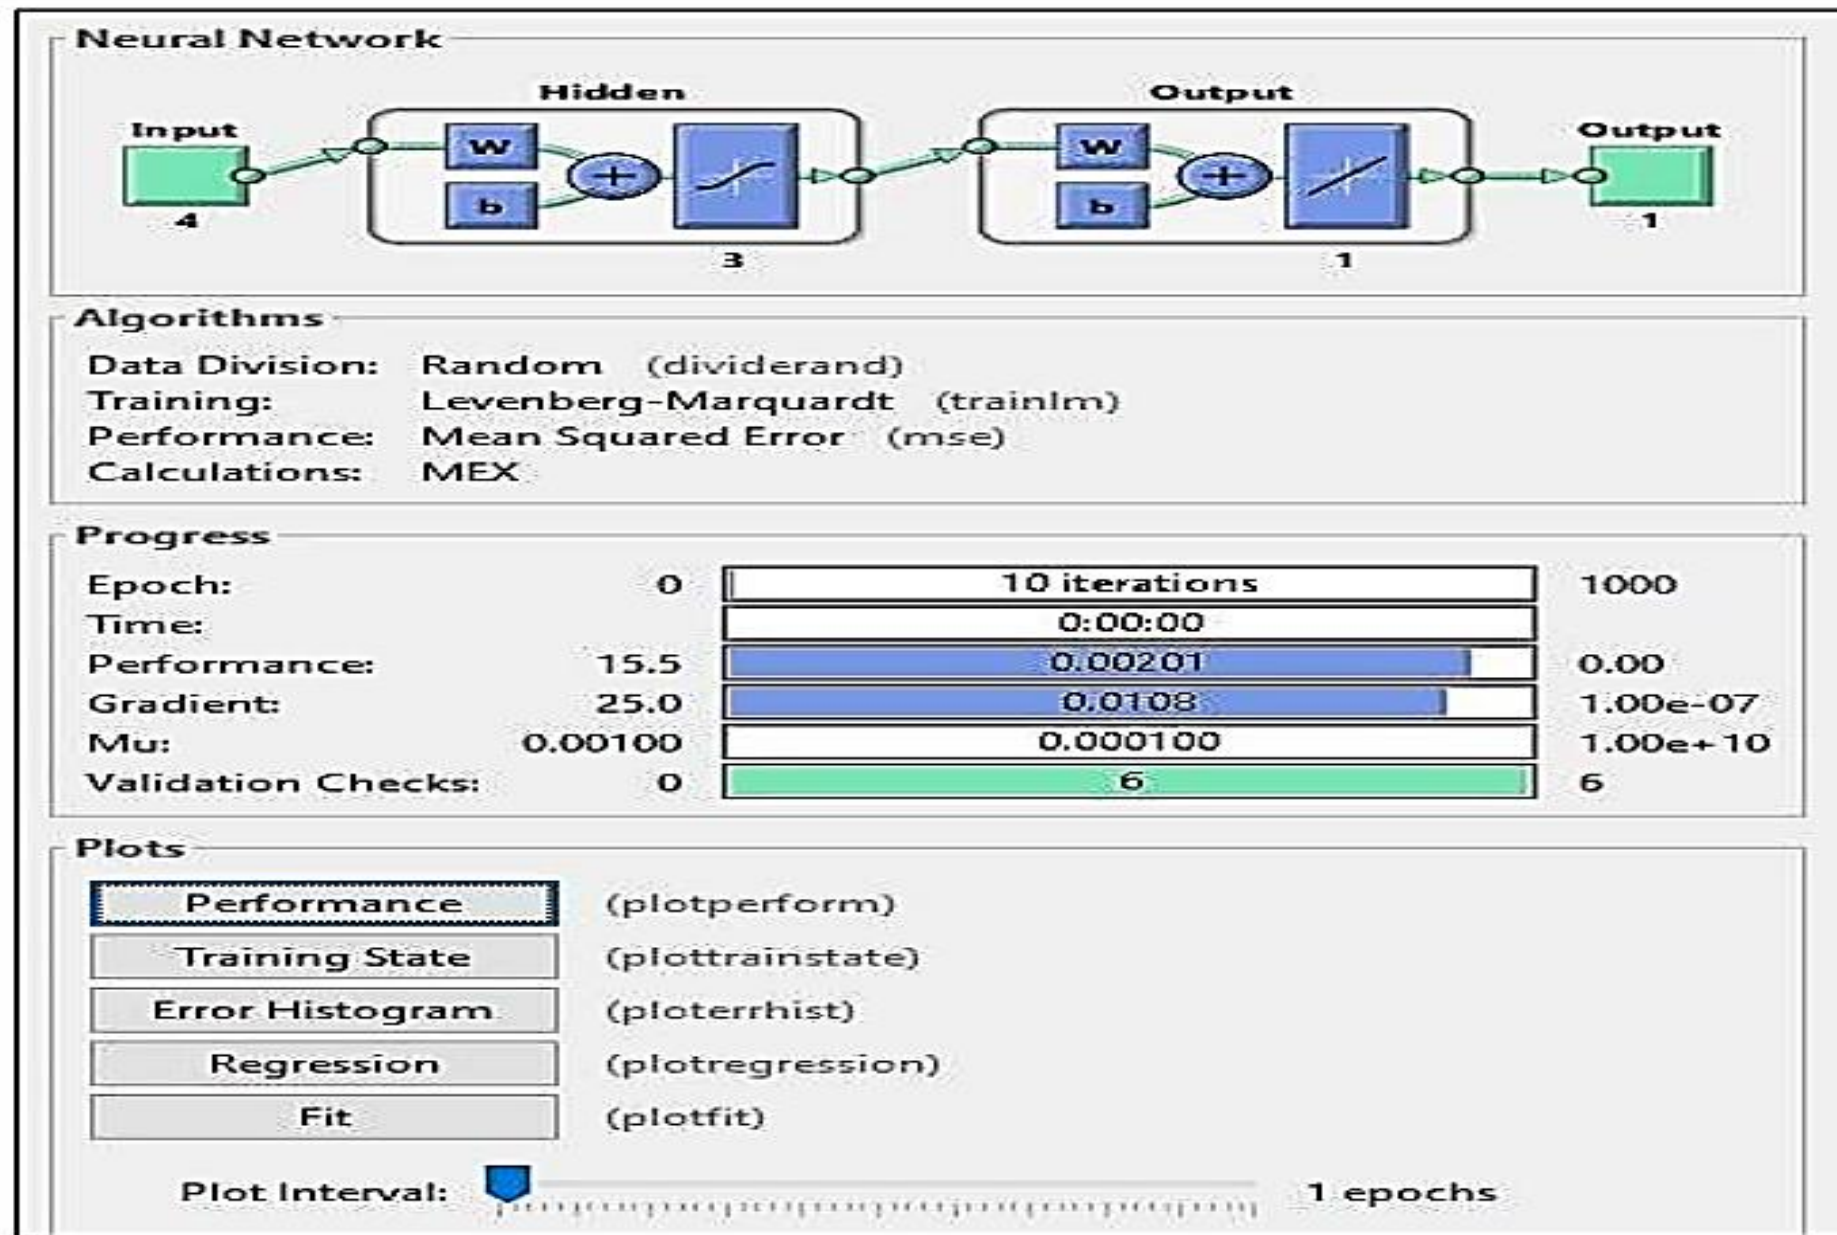 Neural Network
Hidden
Output
Input
Output
w
w
b
b
4
1
3
1
Algorithms
Data Division: Random (dividerand)
Training: Levenberg-Marquardt (trainlm)
Performance: Mean Squared Error (mse)
Calculations: MEX
Progress
Epoch: 0 10 iterations 1000
Time: 0:00:00
Performance: 15.5 0.00201 0.00
Gradient: 25.0 0.0108 1.00e-07
Mu: 0.00100 0.000100 1.00e+10
Validation Checks: 0 6 6
Plots
Performance (plotperform)
Training State (plottrainstate)
Error Histogram (ploterrhist)
Regression (plotregression)
Fit (plotfit)
Plot Interval: 1 epochs